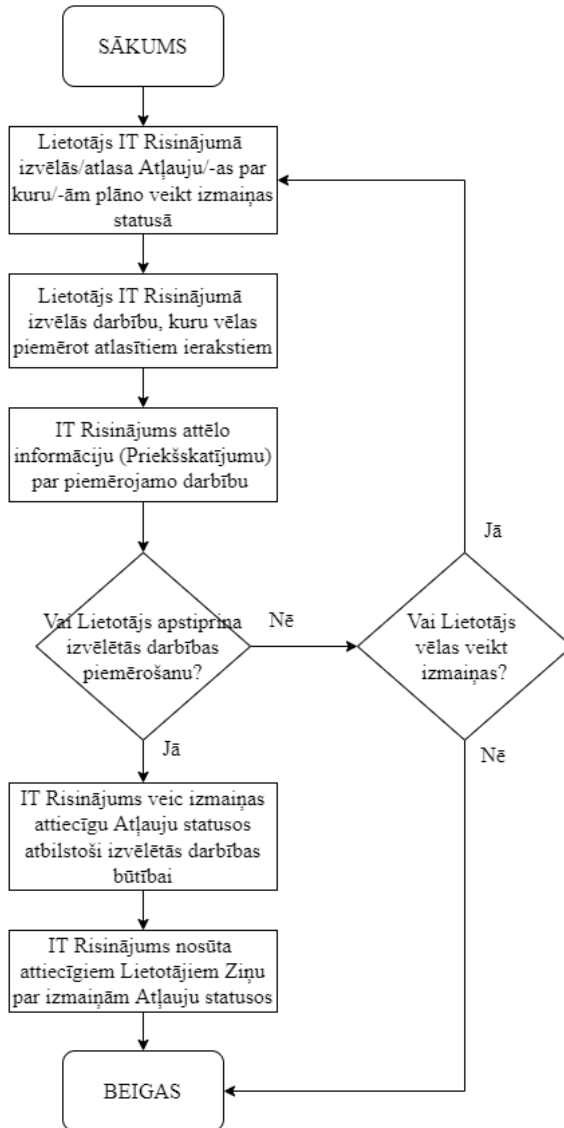 SĀKUMS
Lietotājs IT Risinājumā
izvēlās/atlasa Atļauju/-as par
kuru/-ām plāno veikt izmaiņas
statusā
Lietotājs IT Risinājumā
izvēlās darbību, kuru vēlas
piemērot atlasītiem ierakstiem
IT Risinājums attēlo
informāciju (Priekšskatījumu)
par piemērojamo darbību
Vai Lietotājs apstiprina
izvēlētās darbības
piemērošanu?
Nē
Vai Lietotājs
vēlas veikt
izmaiņas?
Jā
Nē
Jā
IT Risinājums veic izmaiņas
attiecīgu Atļauju statusos
atbilstoši izvēlētās darbības
būtībai
IT Risinājums nosūta
attiecīgiem Lietotājiem Ziņu
par izmaiņām Atļauju statusos
BEIGAS